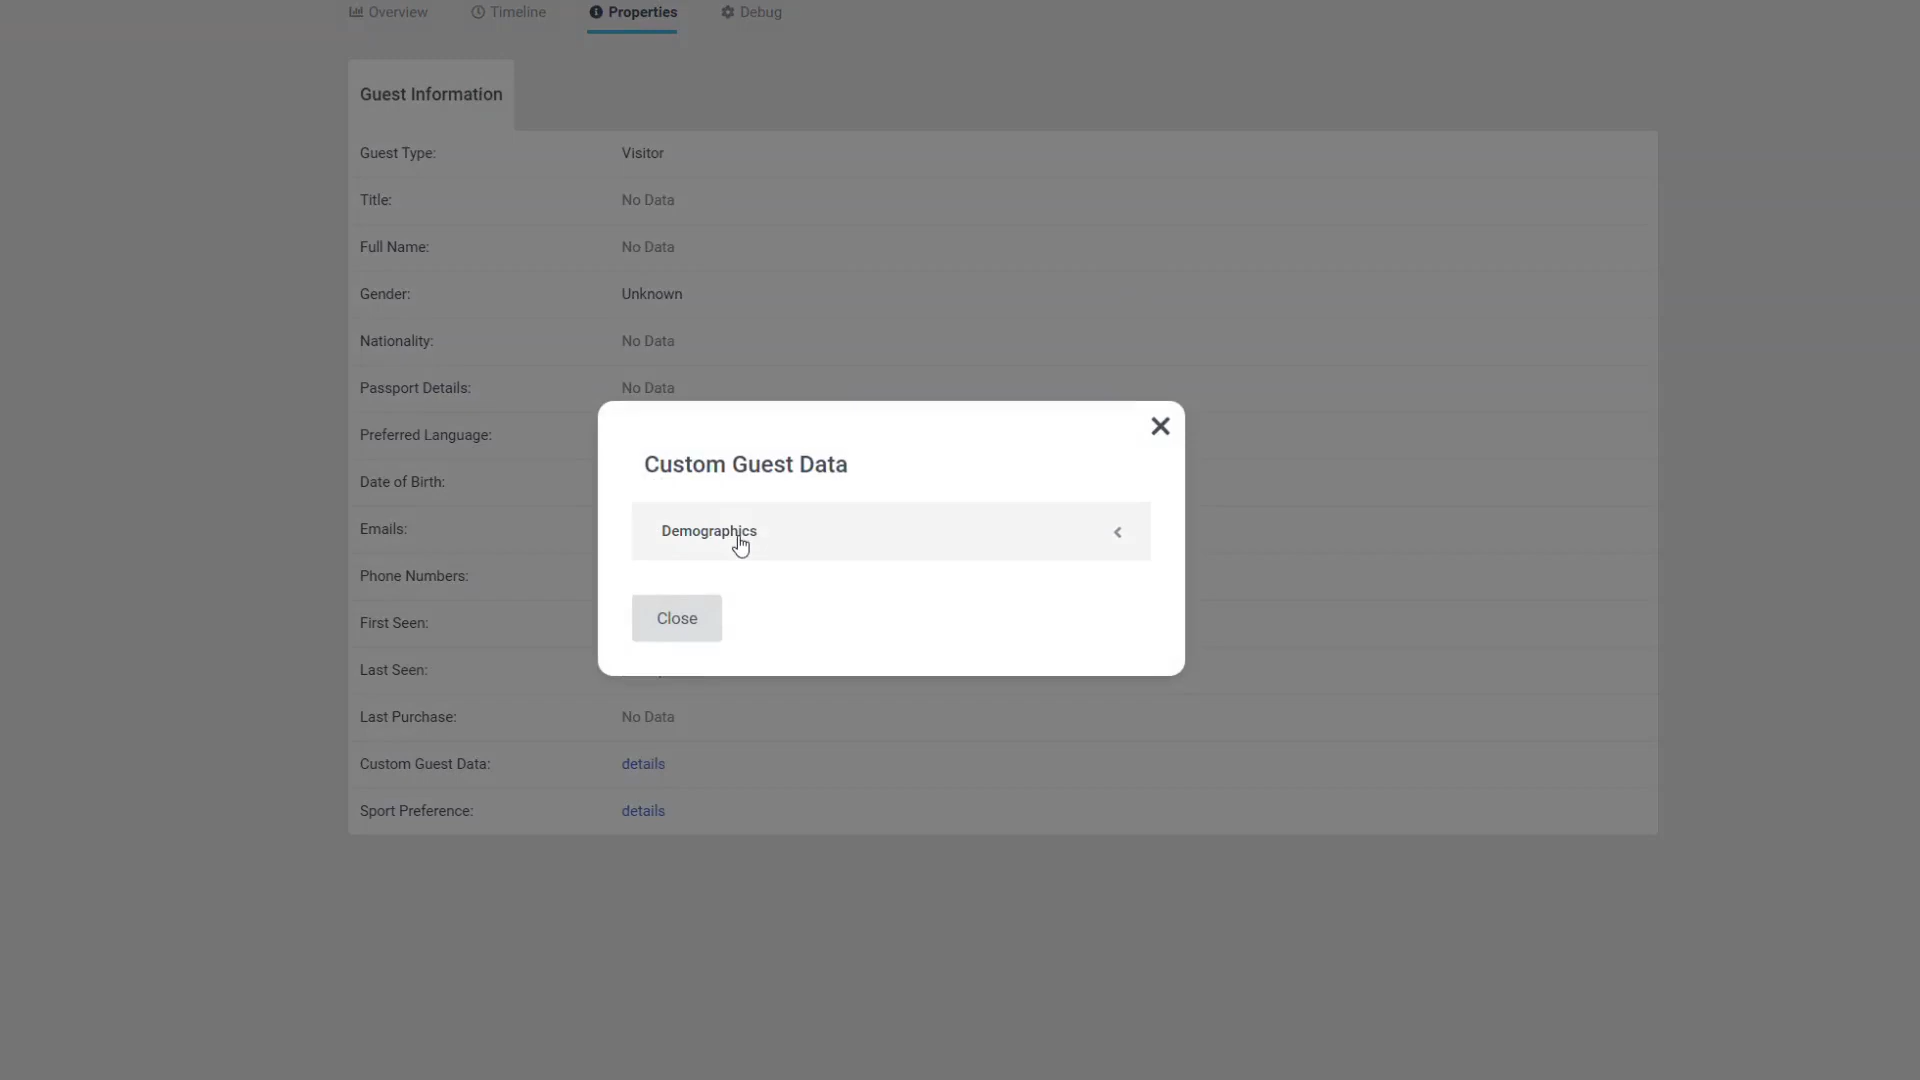 Overview Timeline Properties Debug
Guest Information
Guest Type: Visitor
Title: No Data
Full Name: No Data
Gender: Unknown
Nationality: No Data
Passport Details: No Data
Preferred Language:
Custom Guest Data
Date of Birth:
Emails:
Demographics
Phone Numbers:
First Seen:
Close
Last Seen:
Last Purchase: No Data
Custom Guest Data: details
Sport Preference: details